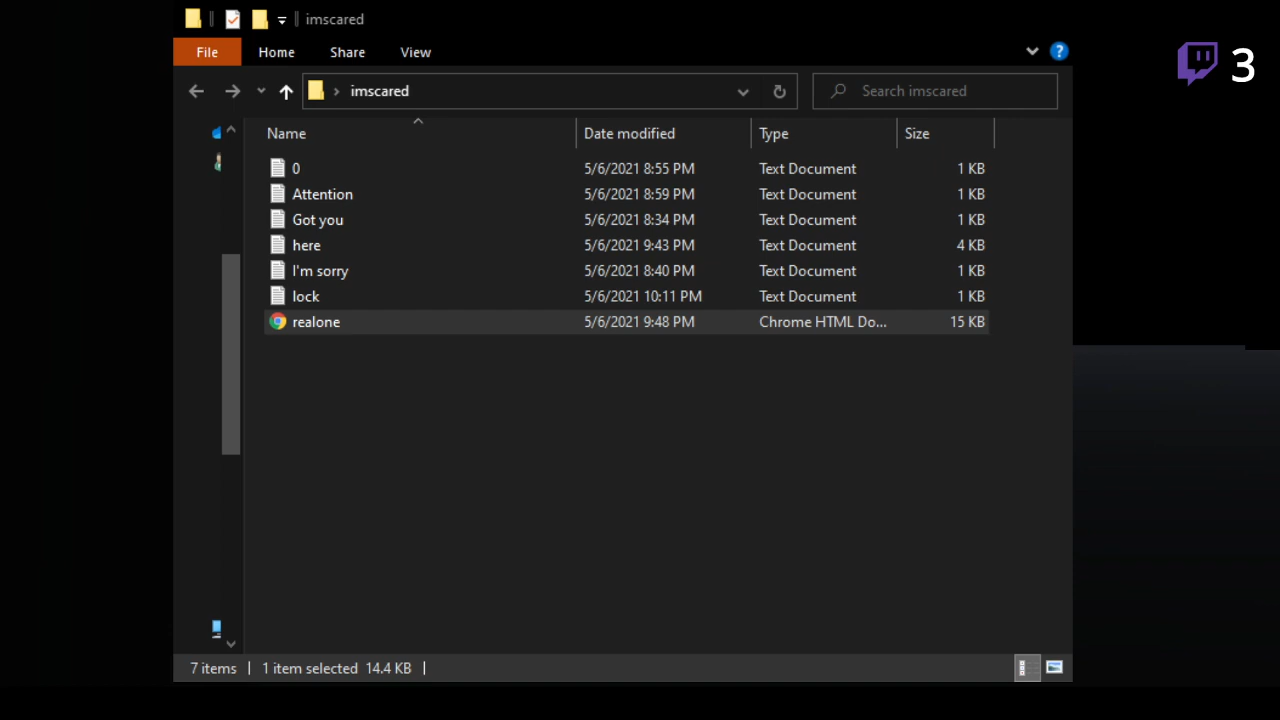 imscared
File Home Share View
imscared Search imscared
3
Name Date modified Type Size
0 5/6/2021 8:55 PM Text Document 1 KB
Attention 5/6/2021 8:59 PM Text Document 1 KB
Got you 5/6/2021 8:34 PM Text Document 1 KB
here 5/6/2021 9:43 PM Text Document 4 KB
I'm sorry 5/6/2021 8:40 PM Text Document 1 KB
lock 5/6/2021 10:11 PM Text Document 1 KB
realone 5/6/2021 9:48 PM Chrome HTML Do... 15 KB
7 items 1 item selected 14.4 KB